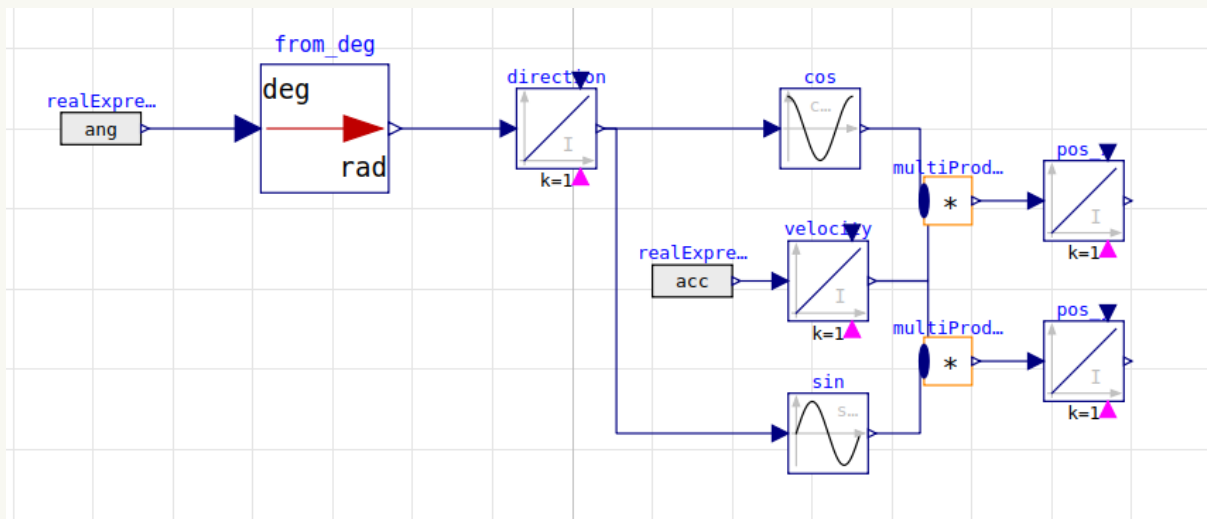 from_deg
realExpre…
deg
ang
rad
direction
I
k=1
cos
c…
multiProd…
*
pos_
I
k=1
velocity
realExpre…
acc
I
k=1
multiProd…
*
pos_
I
k=1
sin
s…